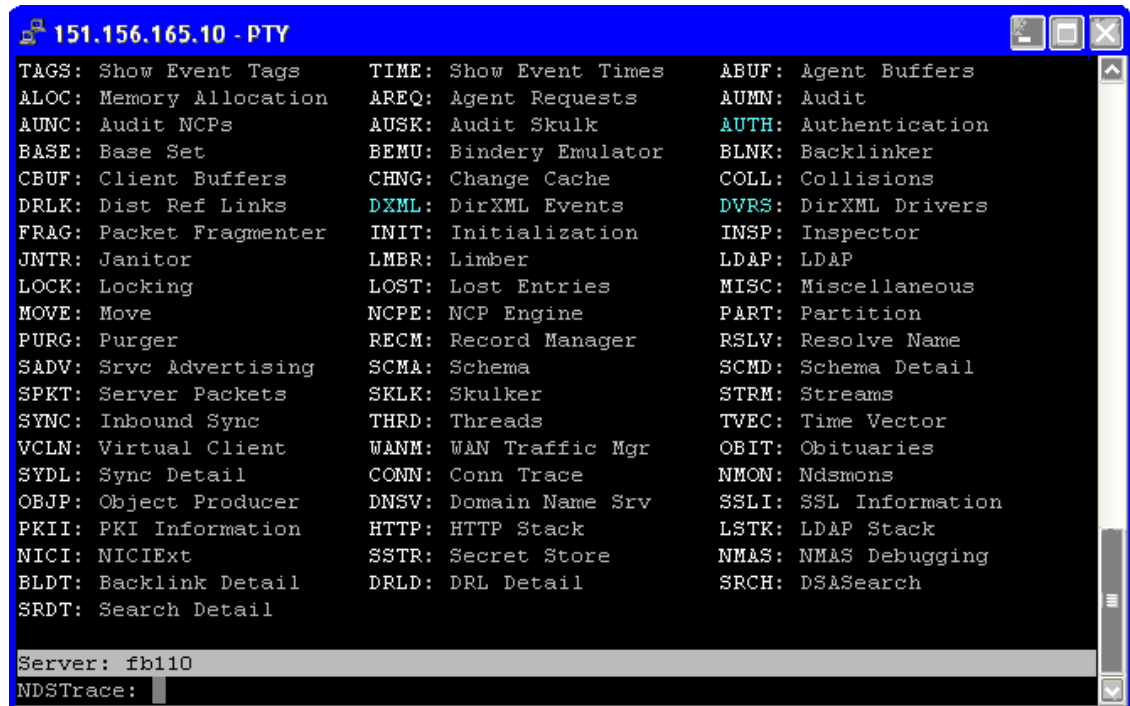 151.156.165.10 - PTY
TAGS: Show Event Tags TIME: Show Event Times ABUF: Agent Buffers
ALOC: Memory Allocation AREQ: Agent Requests AUMN: Audit
AUNC: Audit NCPs AUSK: Audit Skulk AUTH: Authentication
BASE: Base Set BEMU: Bindery Emulator BLNK: Backlinker
CBUF: Client Buffers CHNG: Change Cache COLL: Collisions
DRLK: Dist Ref Links DXML: DirXML Events DVRS: DirXML Drivers
FRAG: Packet Fragmenter INIT: Initialization INSP: Inspector
JNTR: Janitor LMBR: Limber LDAP: LDAP
LOCK: Locking LOST: Lost Entries MISC: Miscellaneous
MOVE: Move NCPE: NCP Engine PART: Partition
PURG: Purger RECM: Record Manager RSLV: Resolve Name
SADV: Srvc Advertising SCMA: Schema SCMD: Schema Detail
SPKT: Server Packets SKLK: Skulker STRM: Streams
SYNC: Inbound Sync THRD: Threads TVEC: Time Vector
VCLN: Virtual Client WANM: WAN Traffic Mgr OBIT: Obituaries
SYDL: Sync Detail CONN: Conn Trace NMON: Ndsmons
OBJP: Object Producer DNSV: Domain Name Srv SSLI: SSL Information
PKII: PKI Information HTTP: HTTP Stack LSTK: LDAP Stack
NICI: NICIExt SSTR: Secret Store NMAS: NMAS Debugging
BLDT: Backlink Detail DRLD: DRL Detail SRCH: DSASearch
SRDT: Search Detail
Server: fb110
NDSTrace: